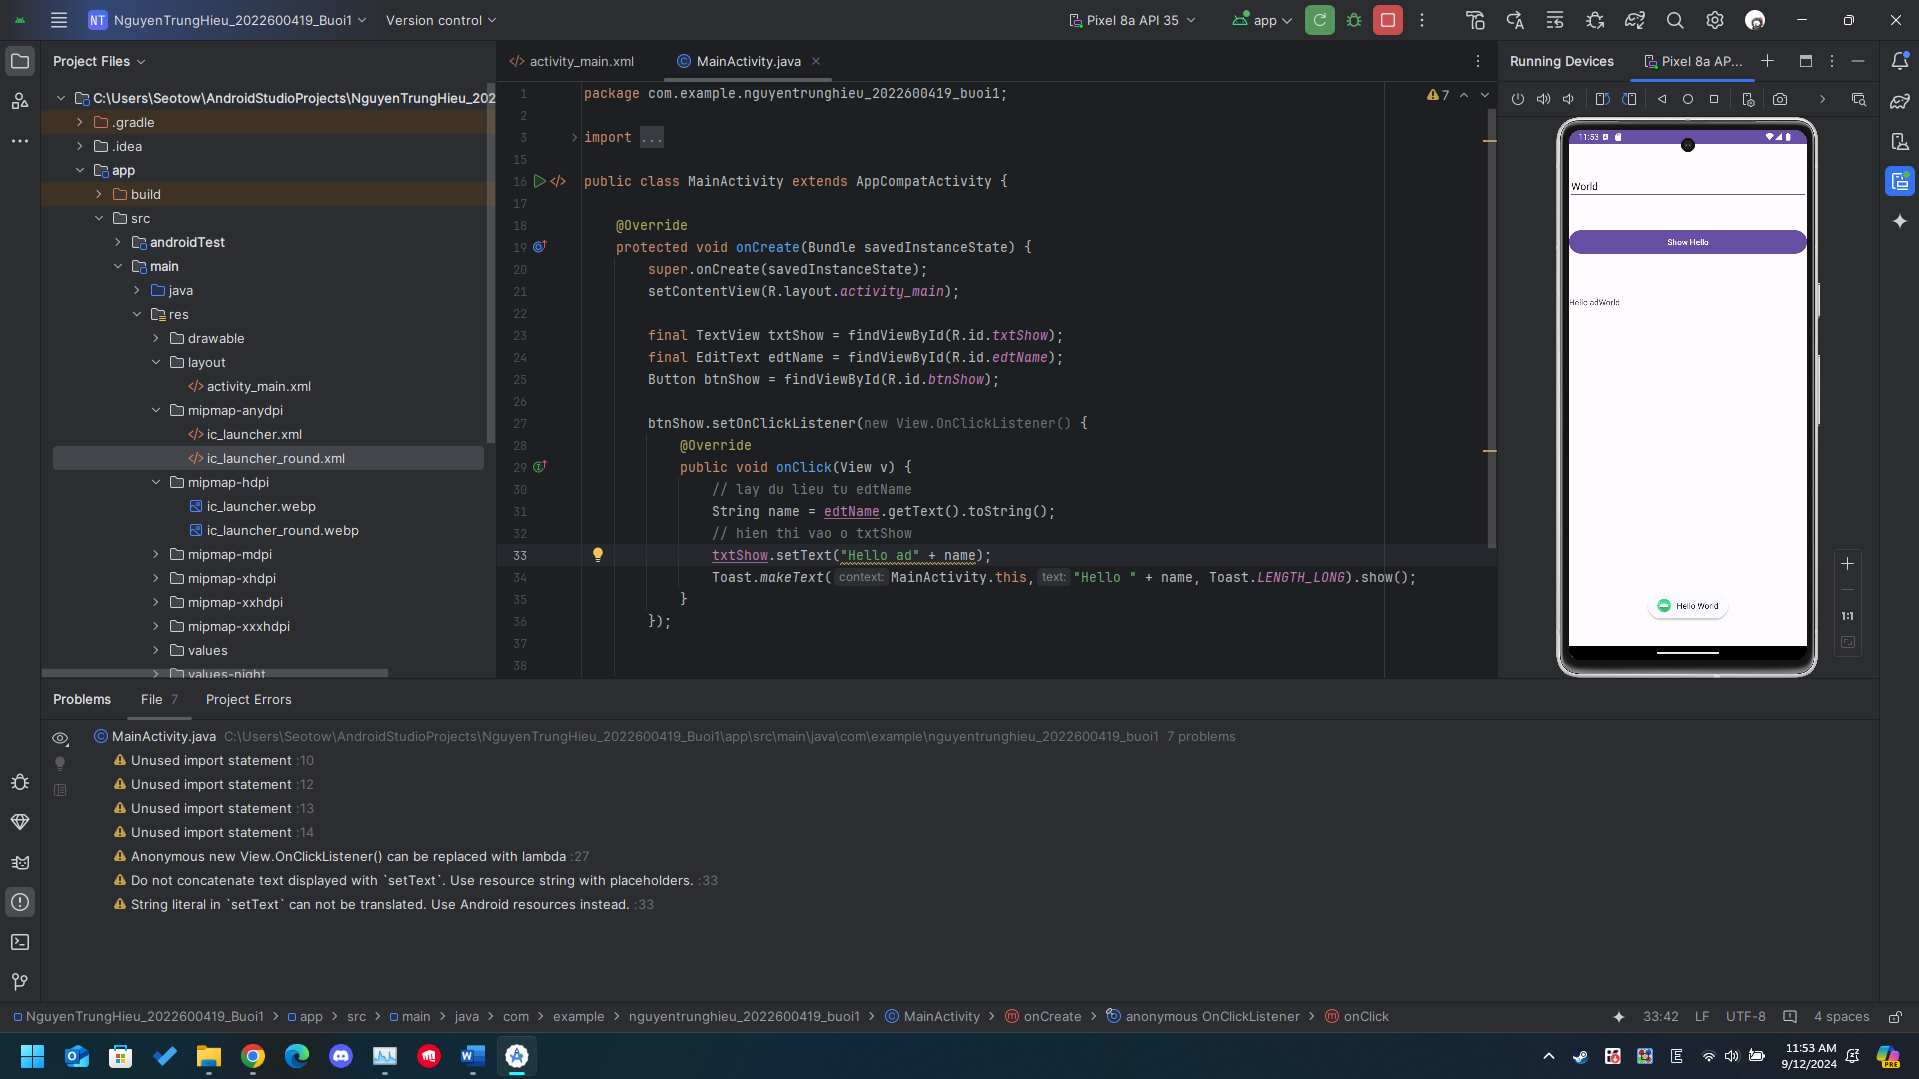 NT NguyenTrungHieu_2022600419_Buoi1 Version control Pixel 8a API 35 app
Project Files
C:\Users\Seotow\AndroidStudioProjects\NguyenTrungHieu_202
.gradle
.idea
app
build
src
androidTest
main
java
res
drawable
layout
activity_main.xml
mipmap-anydpi
ic_launcher.xml
ic_launcher_round.xml
mipmap-hdpi
ic_launcher.webp
ic_launcher_round.webp
mipmap-mdpi
mipmap-xhdpi
mipmap-xxhdpi
mipmap-xxxhdpi
values
values-night
activity_main.xml MainActivity.java
7
1 package com.example.nguyentrunghieu_2022600419_buoi1;
2
3 import ...
15
16 public class MainActivity extends AppCompatActivity {
17
18 @Override
19 protected void onCreate(Bundle savedInstanceState) {
20 super.onCreate(savedInstanceState);
21 setContentView(R.layout.activity_main);
22
23 final TextView txtShow = findViewById(R.id.txtShow);
24 final EditText edtName = findViewById(R.id.edtName);
25 Button btnShow = findViewById(R.id.btnShow);
26
27 btnShow.setOnClickListener(new View.OnClickListener() {
28 @Override
29 public void onClick(View v) {
30 // lay du lieu tu edtName
31 String name = edtName.getText().toString();
32 // hien thi vao o txtShow
33 txtShow.setText("Hello ad" + name);
34 Toast.makeText( context: MainActivity.this, text: "Hello " + name, Toast.LENGTH_LONG).show();
35 }
36 });
37
38
Running Devices Pixel 8a AP...
11:53
World
Show Hello
Hello adWorld
Hello World
1:1
Problems File 7 Project Errors
MainActivity.java C:\Users\Seotow\AndroidStudioProjects\NguyenTrungHieu_2022600419_Buoi1\app\src\main\java\com\example\nguyentrunghieu_2022600419_buoi1 7 problems
Unused import statement :10
Unused import statement :12
Unused import statement :13
Unused import statement :14
Anonymous new View.OnClickListener() can be replaced with lambda :27
Do not concatenate text displayed with `setText`. Use resource string with placeholders. :33
String literal in `setText` can not be translated. Use Android resources instead. :33
NguyenTrungHieu_2022600419_Buoi1 > app > src > main > java > com > example > nguyentrunghieu_2022600419_buoi1 > MainActivity > onCreate > anonymous OnClickListener > onClick 33:42 LF UTF-8 4 spaces
E
11:53 AM
9/12/2024
PRE